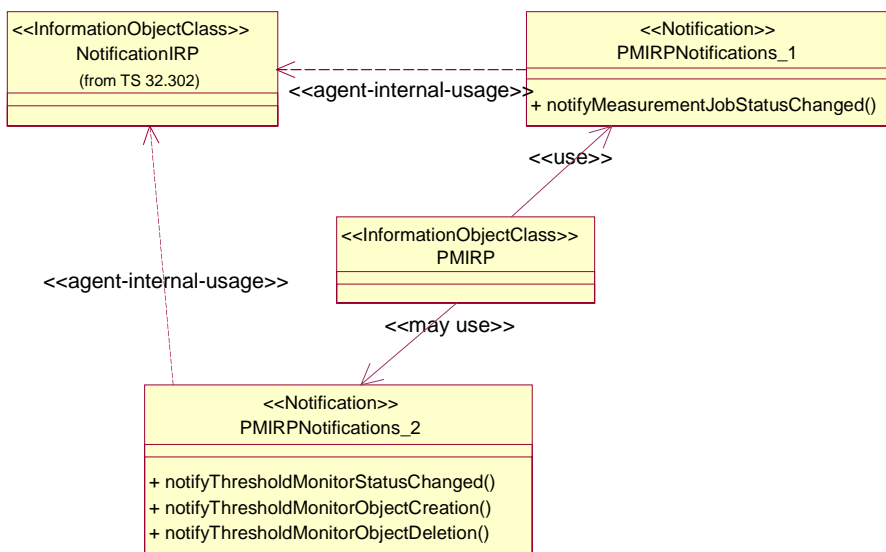 <<InformationObjectClass>>
NotificationIRP
(from TS 32.302)
<<Notification>>
PMIRPNotifications_1
+ notifyMeasurementJobStatusChanged()
<<agent-internal-usage>>
<<use>>
<<InformationObjectClass>>
PMIRP
<<agent-internal-usage>>
<<may use>>
<<Notification>>
PMIRPNotifications_2
+ notifyThresholdMonitorStatusChanged()
+ notifyThresholdMonitorObjectCreation()
+ notifyThresholdMonitorObjectDeletion()